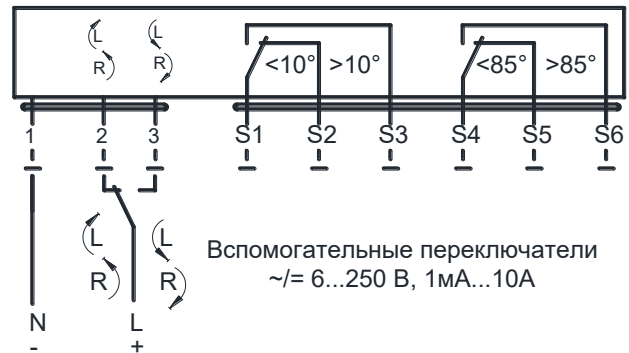 L L
R R
<10° >10° <85° >85°
1 2 3 S1 S2 S3 S4 S5 S6
L L
R R
Вспомогательные переключатели
~/= 6...250 В, 1мА...10А
N L
- +